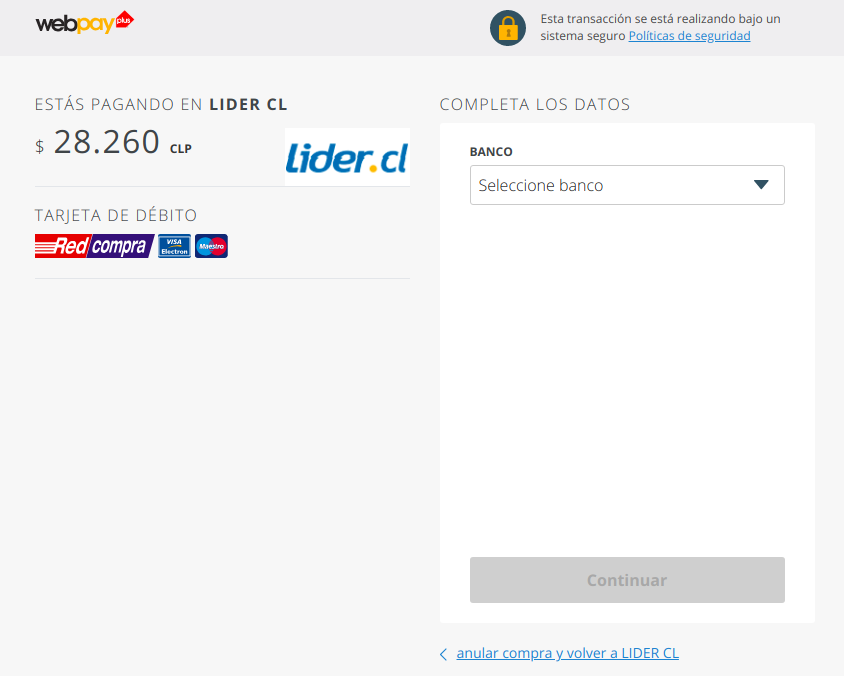 webpay plus
Esta transacción se está realizando bajo un
sistema seguro Políticas de seguridad
ESTÁS PAGANDO EN LIDER CL
$ 28.260 CLP
lider.cl
TARJETA DE DÉBITO
Redcompra VISA Electron Maestro
COMPLETA LOS DATOS
BANCO
Seleccione banco
Continuar
anular compra y volver a LIDER CL